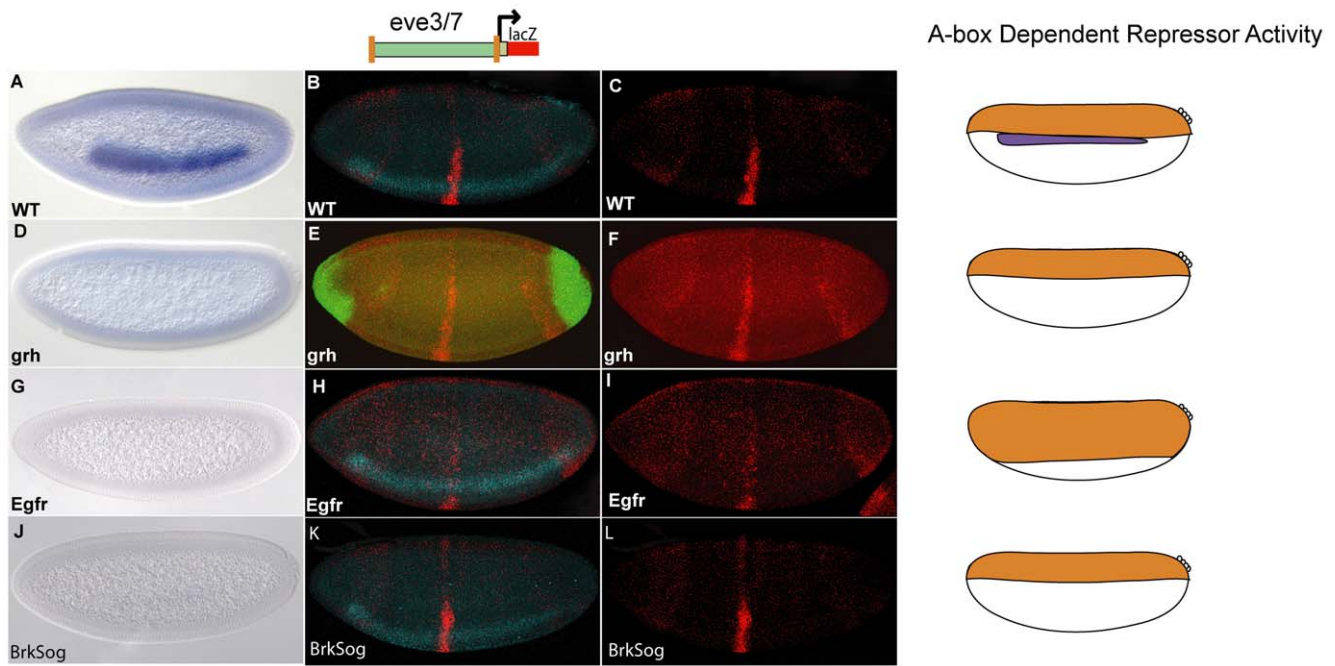 eve3/7
lacZ
A-box Dependent Repressor Activity
A
WT
B
WT
C
WT
D
grh
E
grh
F
grh
G
Egfr
H
Egfr
I
Egfr
J
BrkSog
K
BrkSog
L
BrkSog